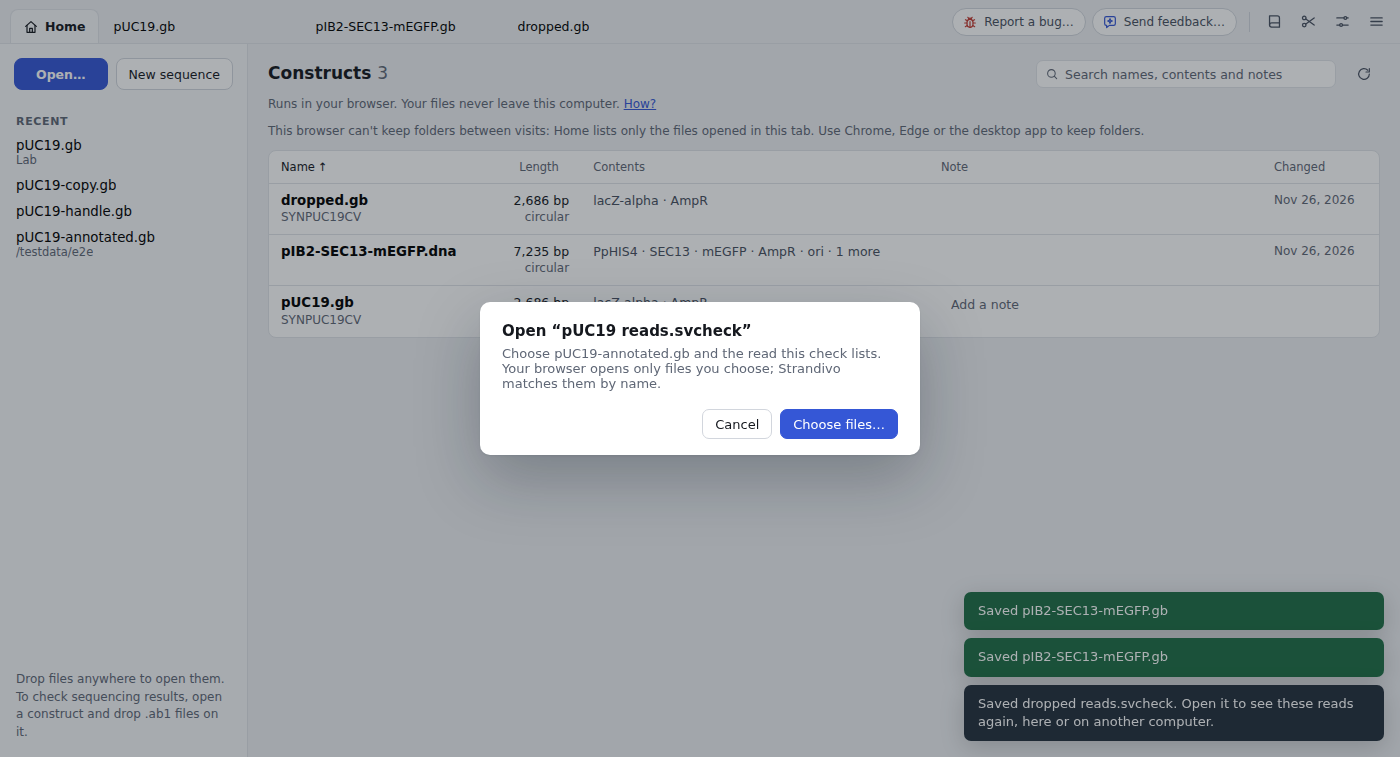 Home
pUC19.gb
pIB2-SEC13-mEGFP.gb
dropped.gb
Report a bug…
Send feedback…
Open…
New sequence
RECENT
pUC19.gb
Lab
pUC19-copy.gb
pUC19-handle.gb
pUC19-annotated.gb
/testdata/e2e
Drop files anywhere to open them.
To check sequencing results, open
a construct and drop .ab1 files on
it.
Constructs 3
Search names, contents and notes
Runs in your browser. Your files never leave this computer. How?
This browser can't keep folders between visits: Home lists only the files opened in this tab. Use Chrome, Edge or the desktop app to keep folders.
Name ↑ Length Contents Note Changed
dropped.gb 2,686 bp lacZ-alpha · AmpR Nov 26, 2026
SYNPUC19CV circular
pIB2-SEC13-mEGFP.dna 7,235 bp PpHIS4 · SEC13 · mEGFP · AmpR · ori · 1 more Nov 26, 2026
circular
pUC19.gb 2,686 bp lacZ-alpha · AmpR Add a note
SYNPUC19CV
Open “pUC19 reads.svcheck”
Choose pUC19-annotated.gb and the read this check lists.
Your browser opens only files you choose; Strandivo
matches them by name.
Cancel
Choose files…
Saved pIB2-SEC13-mEGFP.gb
Saved pIB2-SEC13-mEGFP.gb
Saved dropped reads.svcheck. Open it to see these reads
again, here or on another computer.